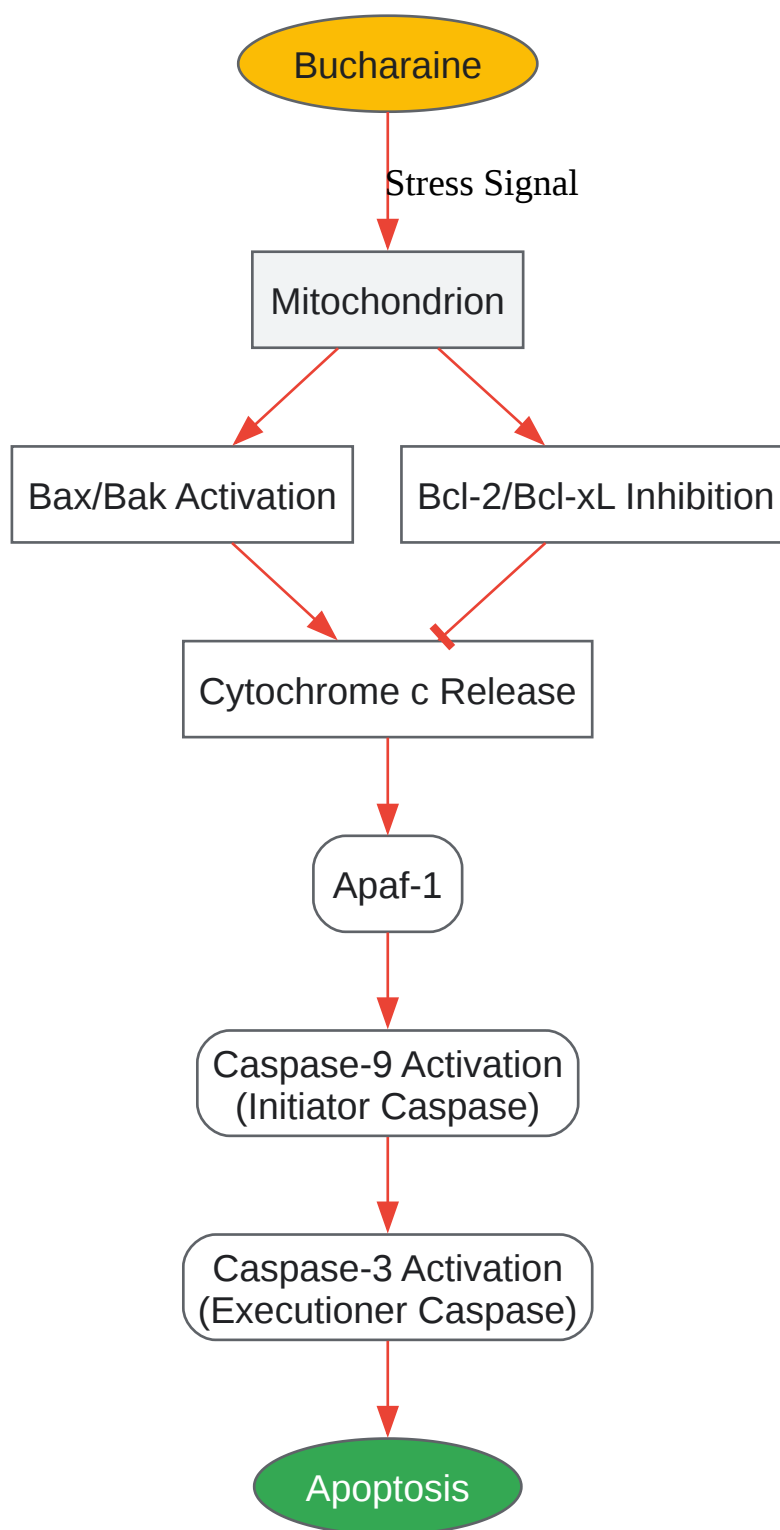 Bucharaine
Stress Signal
Mitochondrion
Bax/Bak Activation
Bcl-2/Bcl-xL Inhibition
Cytochrome c Release
Apaf-1
Caspase-9 Activation
(Initiator Caspase)
Caspase-3 Activation
(Executioner Caspase)
Apoptosis